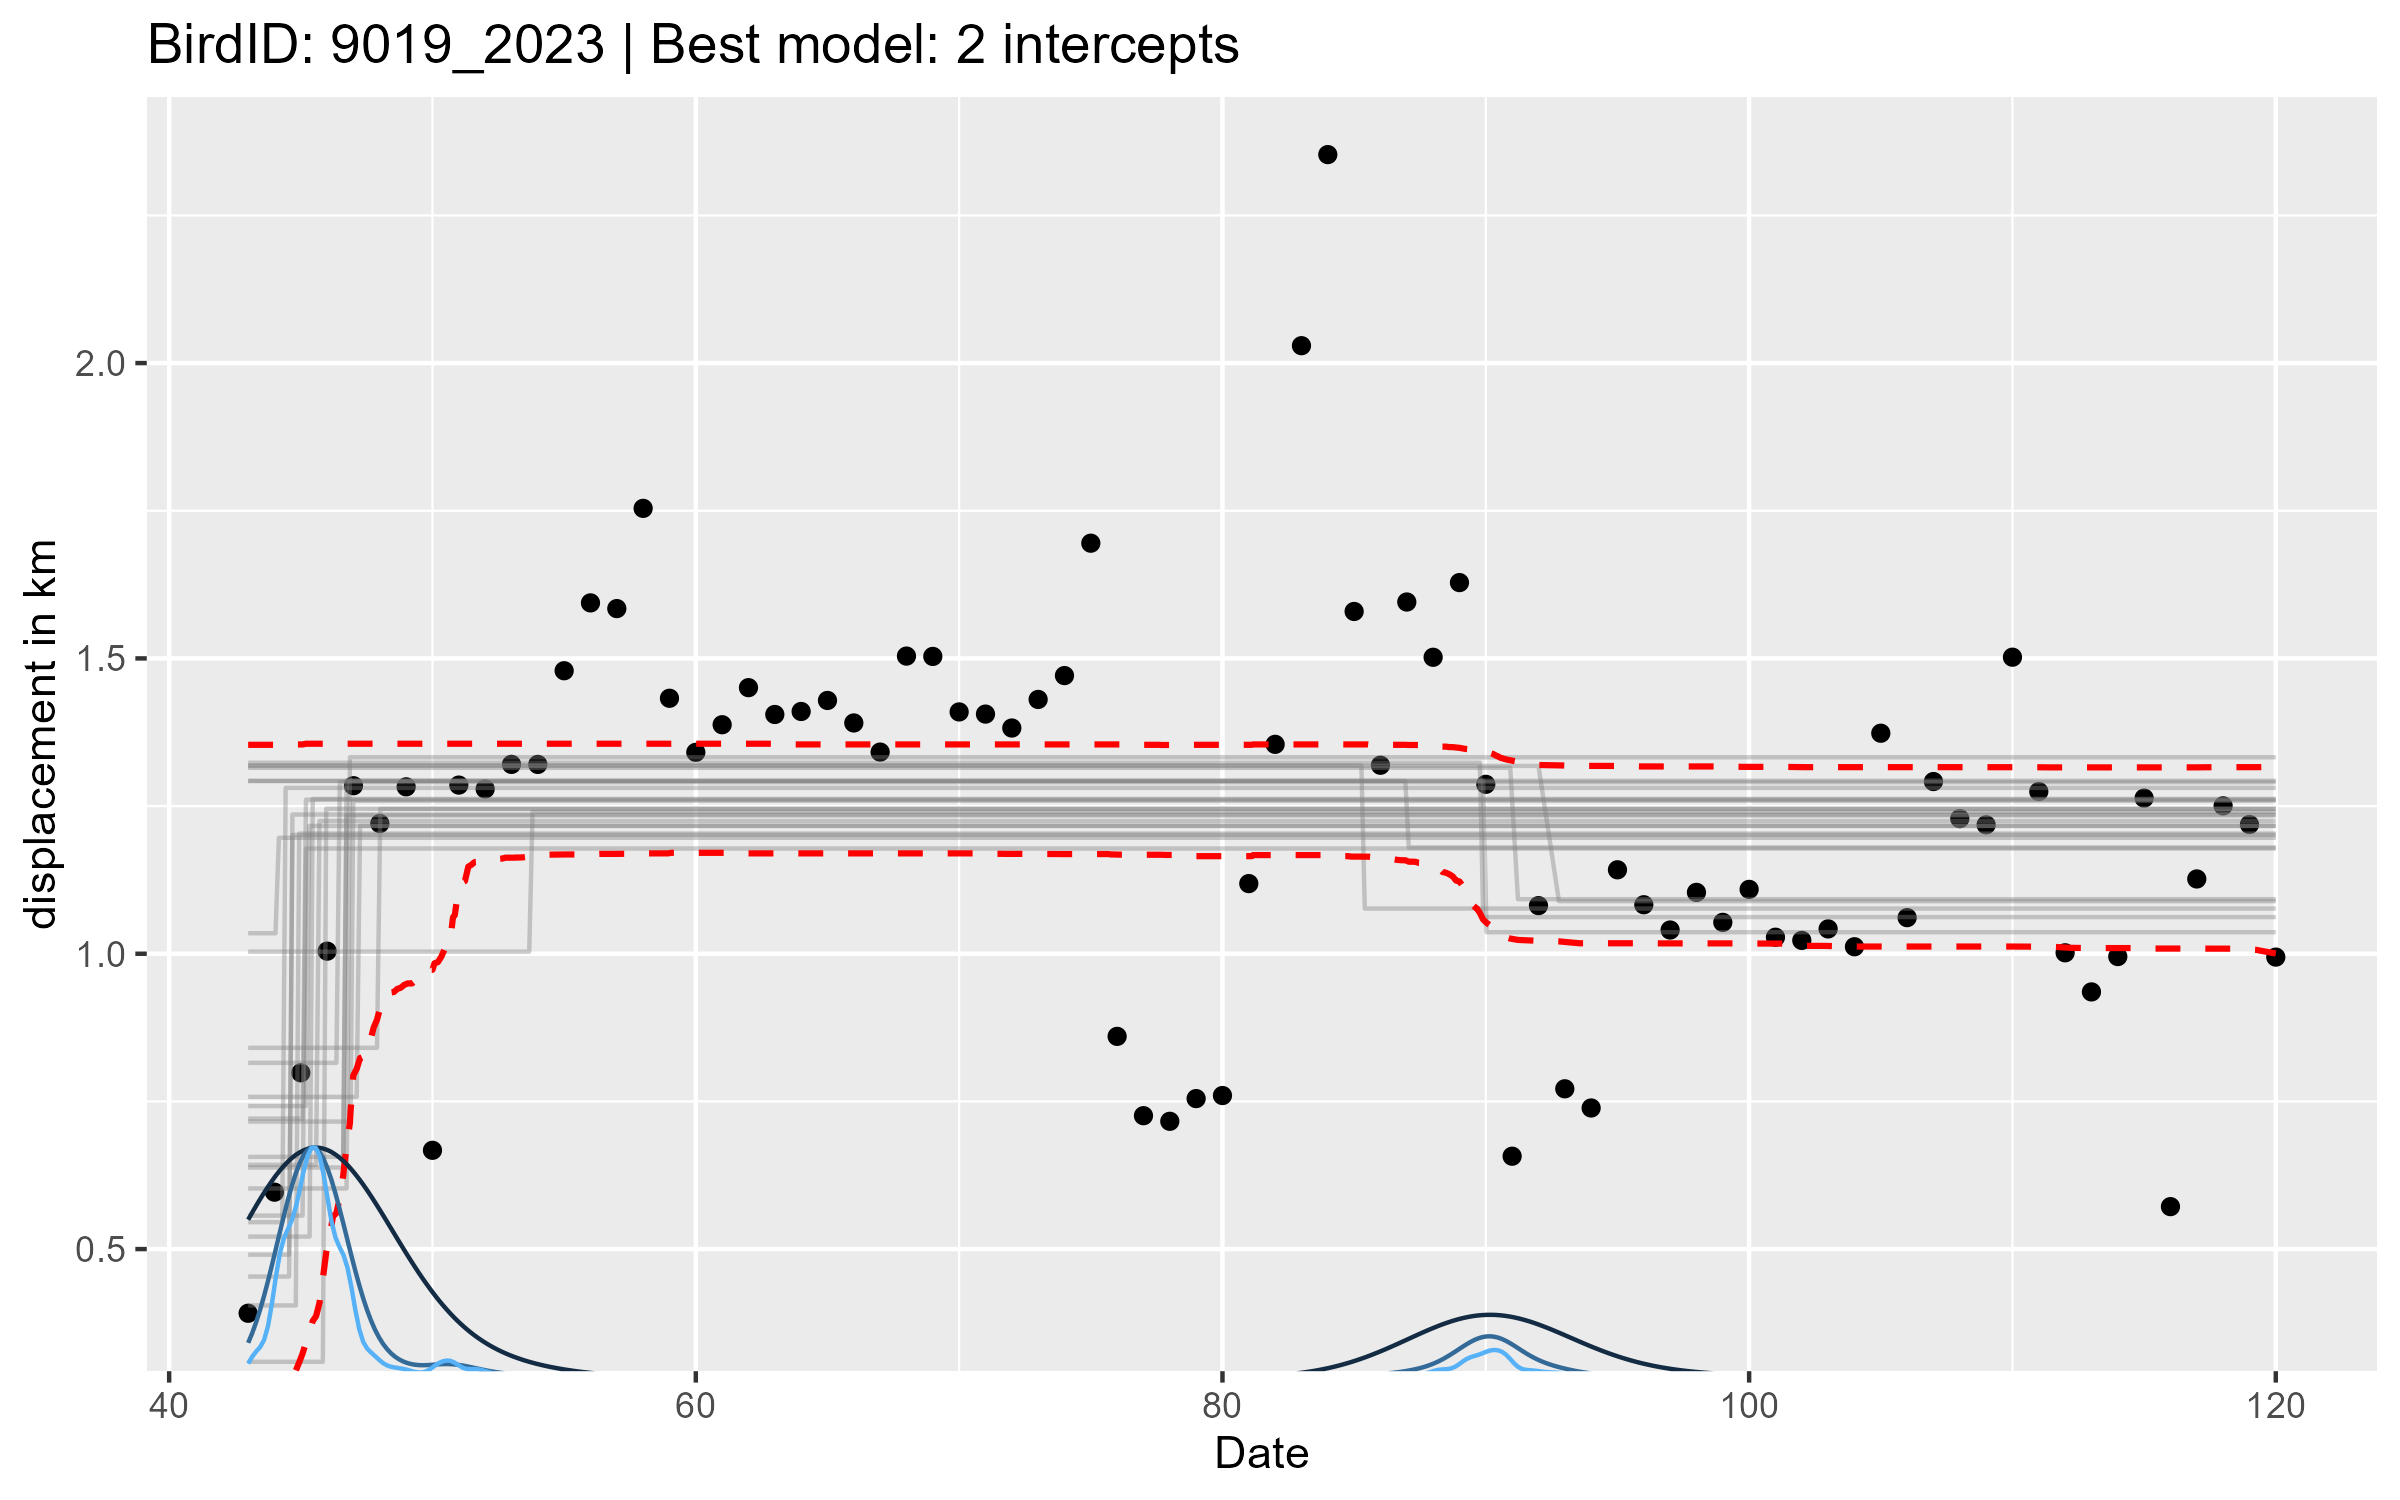 BirdID: 9019_2023 | Best model: 2 intercepts
displacement in km
2.0
1.5
1.0
0.5
40 60 80 100 120
Date